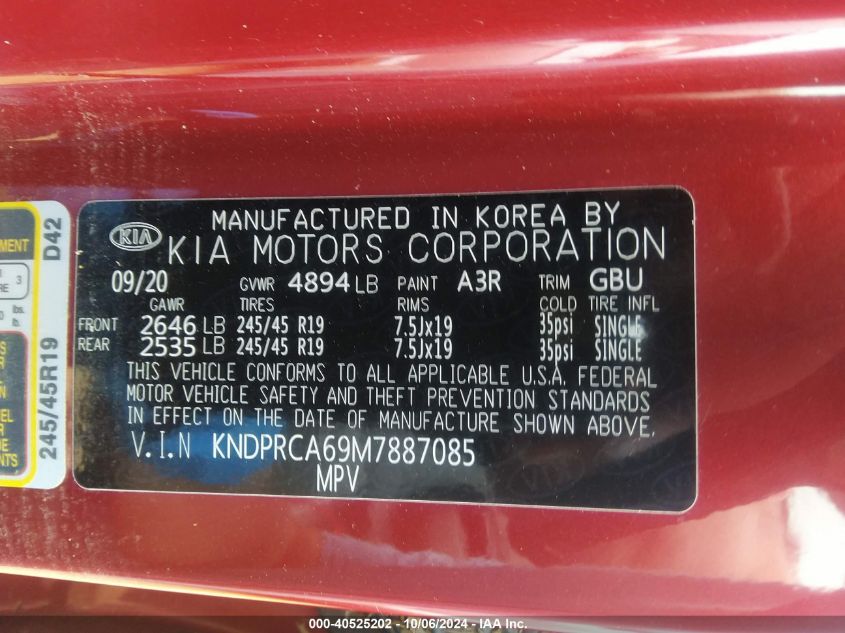 MANUFACTURED IN KOREA BY
KIA KIA MOTORS CORPORATION
09/20 GVWR 4894 LB PAINT A3R TRIM GBU
GAWR TIRES RIMS COLD TIRE INFL
FRONT 2646 LB 245/45 R19 7.5Jx19 35psi SINGLE
REAR 2535 LB 245/45 R19 7.5Jx19 35psi SINGLE
THIS VEHICLE CONFORMS TO ALL APPLICABLE U.S.A. FEDERAL
MOTOR VEHICLE SAFETY AND THEFT PREVENTION STANDARDS
IN EFFECT ON THE DATE OF MANUFACTURE SHOWN ABOVE.
V.I.N KNDPRCA69M7887085
MPV
245/45R19 D42
3
lbs.
000-40525202 - 10/06/2024 - IAA Inc.